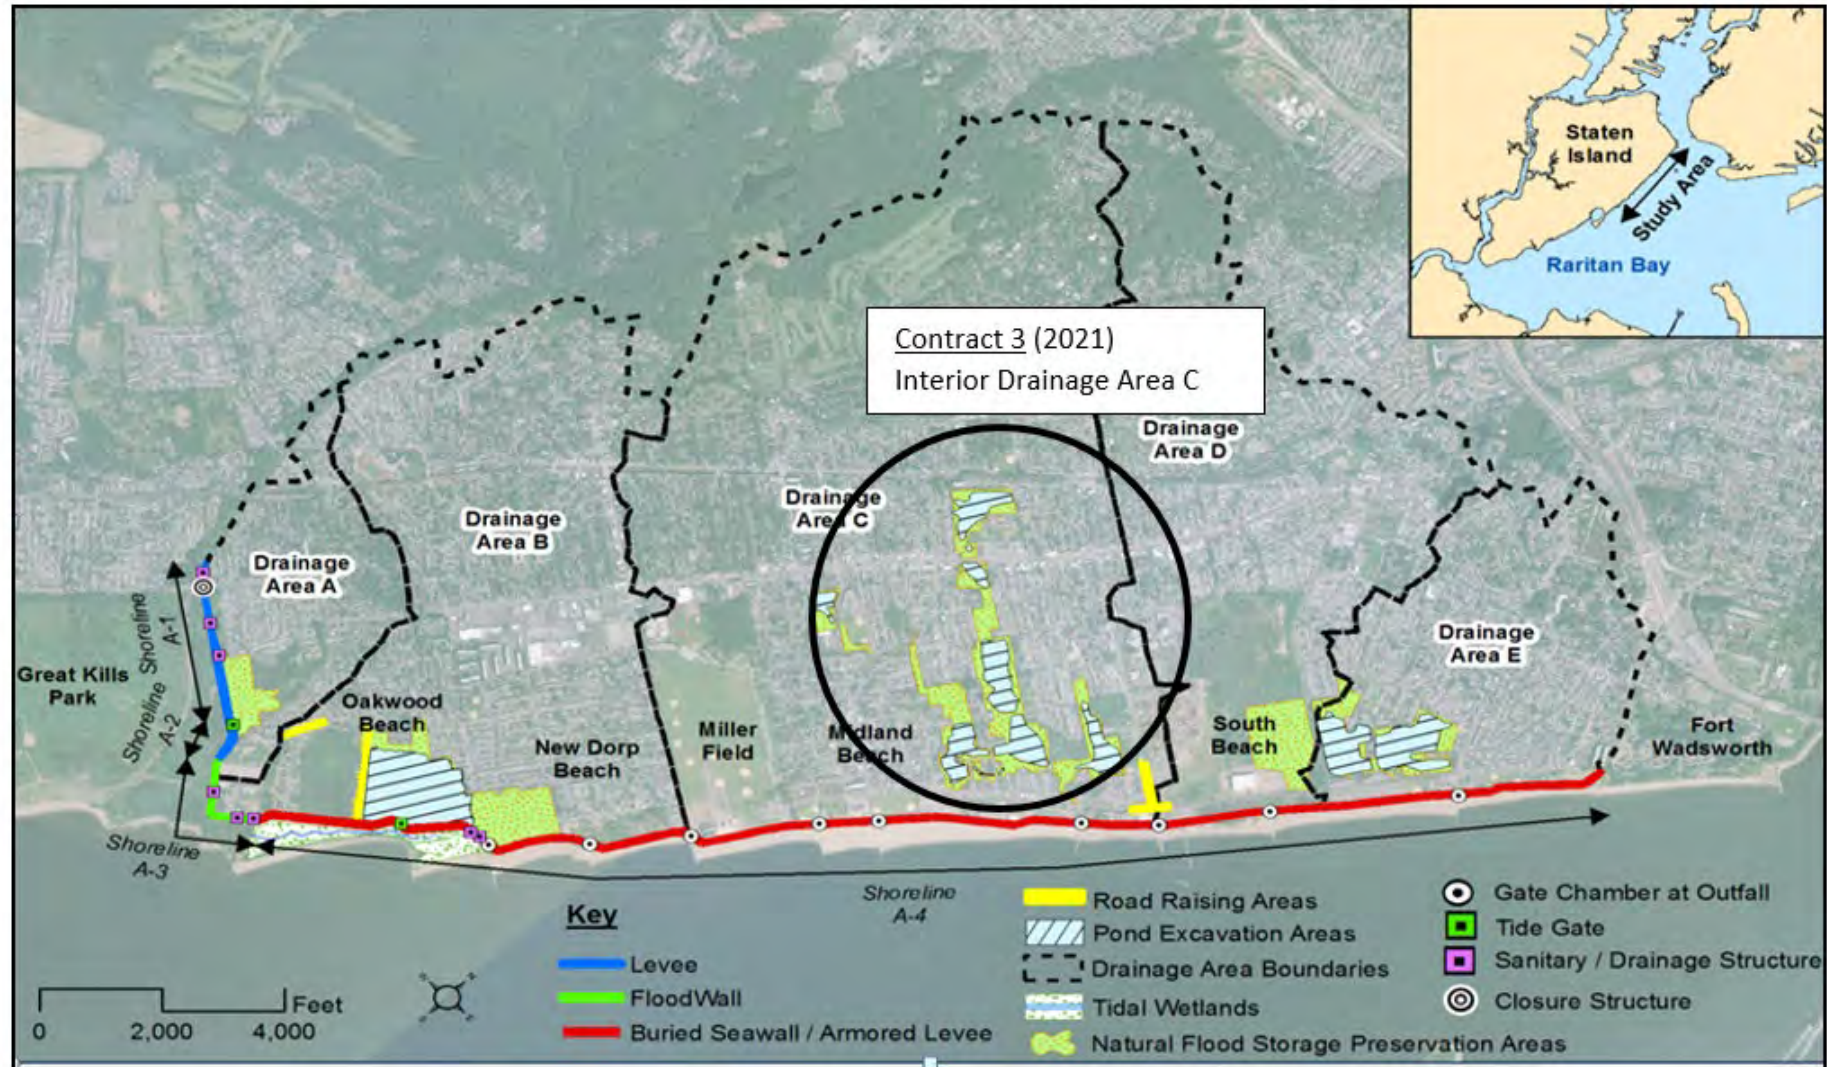 Staten
Island
Study Area
Raritan Bay
Contract 3 (2021)
Interior Drainage Area C
Drainage
Area D
Drainage
Area C
Drainage
Area B
Drainage
Area A
Drainage
Area E
Shoreline
A-1
Great Kills
Park
Shoreline
A-2
Oakwood
Beach
New Dorp
Beach
Miller
Field
Midland
Beach
South
Beach
Fort
Wadsworth
Shoreline
A-3
Shoreline
A-4
Key
Levee
FloodWall
Buried Seawall / Armored Levee
Road Raising Areas
Pond Excavation Areas
Drainage Area Boundaries
Tidal Wetlands
Natural Flood Storage Preservation Areas
Gate Chamber at Outfall
Tide Gate
Sanitary / Drainage Structure
Closure Structure
Feet
0 2,000 4,000